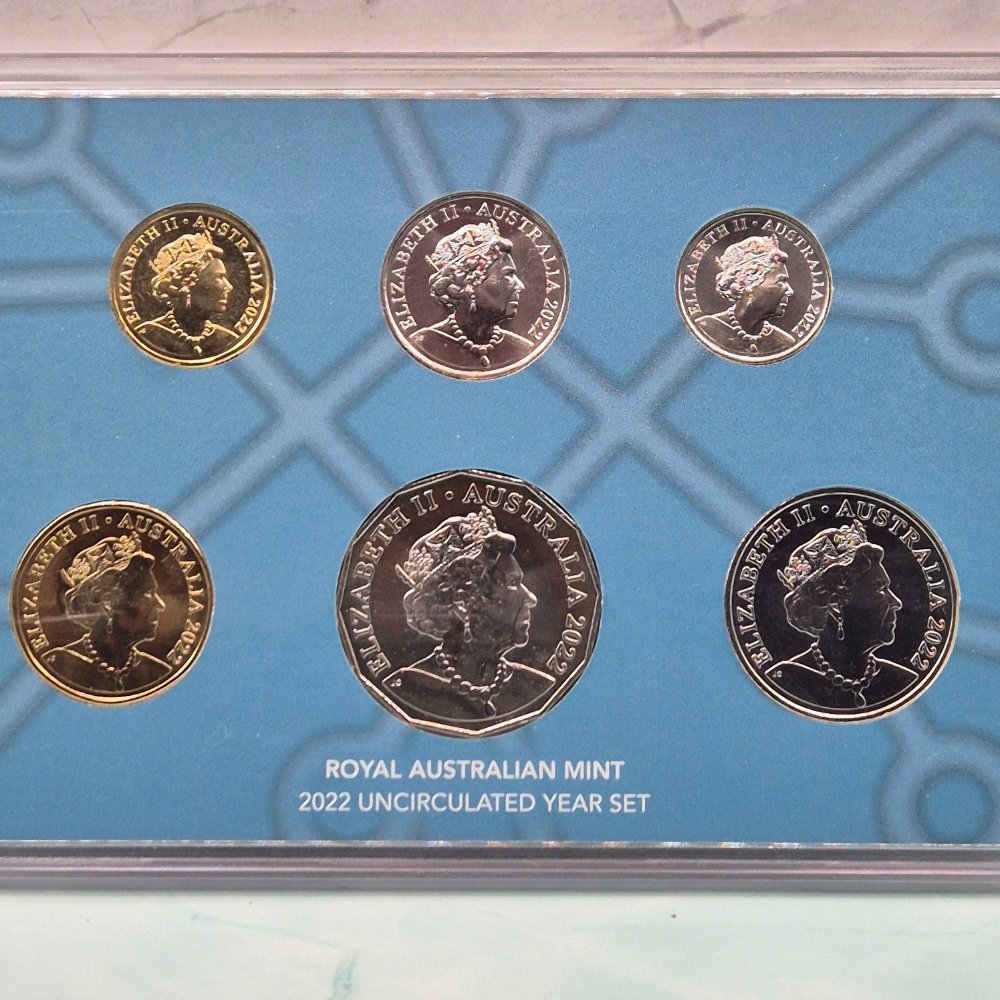 ELIZABETH II · AUSTRALIA 2022
ELIZABETH II · AUSTRALIA 2022
ELIZABETH II · AUSTRALIA 2022
ELIZABETH II · AUSTRALIA 2022
ELIZABETH II · AUSTRALIA 2022
ELIZABETH II · AUSTRALIA 2022
ROYAL AUSTRALIAN MINT
2022 UNCIRCULATED YEAR SET